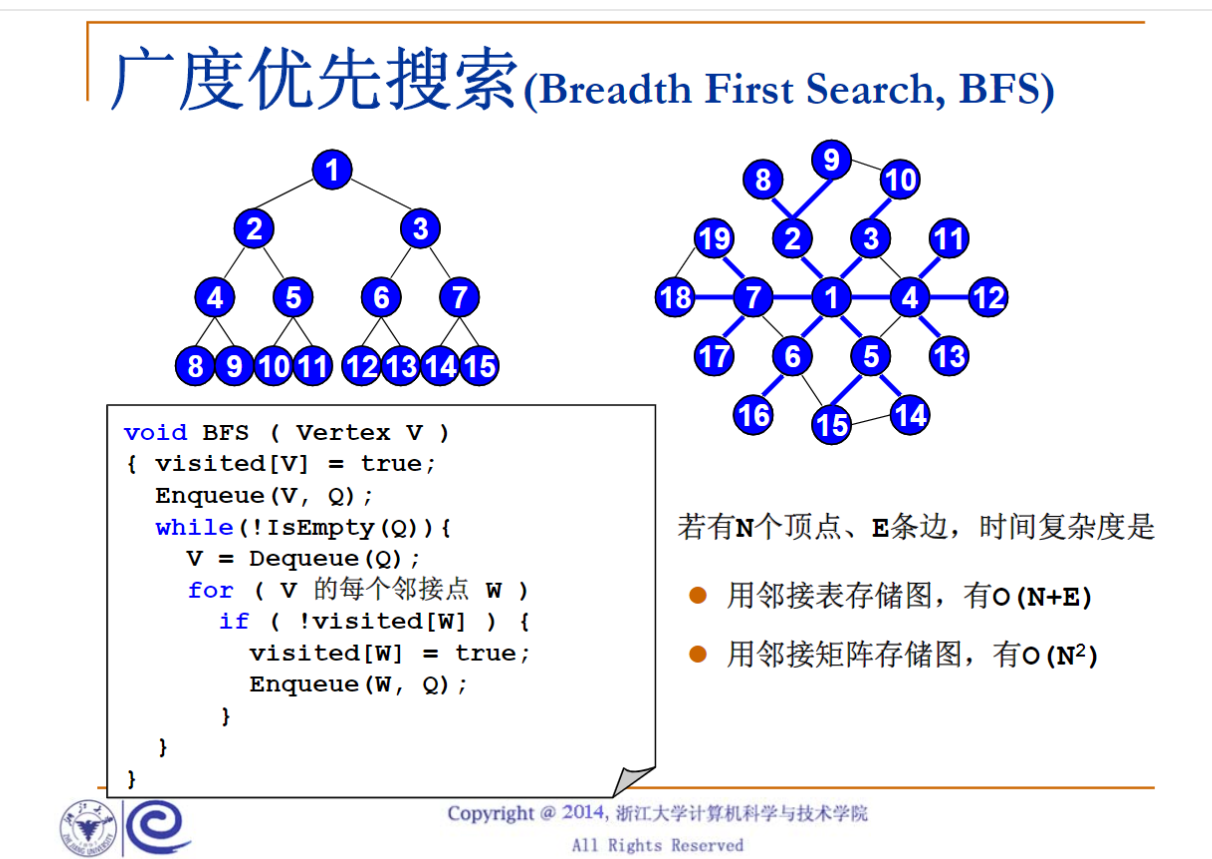 广度优先搜索(Breadth First Search, BFS)
1
2 3
4 5 6 7
8 9 10 11 12 13 14 15
9
8 10
19 2 3 11
18 7 1 4 12
17 6 5 13
16 15 14
void BFS ( Vertex V )
{ visited[V] = true;
  Enqueue(V, Q);
  while(!IsEmpty(Q)){
    V = Dequeue(Q);
    for ( V 的每个邻接点 W )
      if ( !visited[W] ) {
        visited[W] = true;
        Enqueue(W, Q);
      }
  }
}
若有N个顶点、E条边，时间复杂度是
● 用邻接表存储图，有O(N+E)
● 用邻接矩阵存储图，有O(N²)
Copyright @ 2014, 浙江大学计算机科学与技术学院
All Rights Reserved